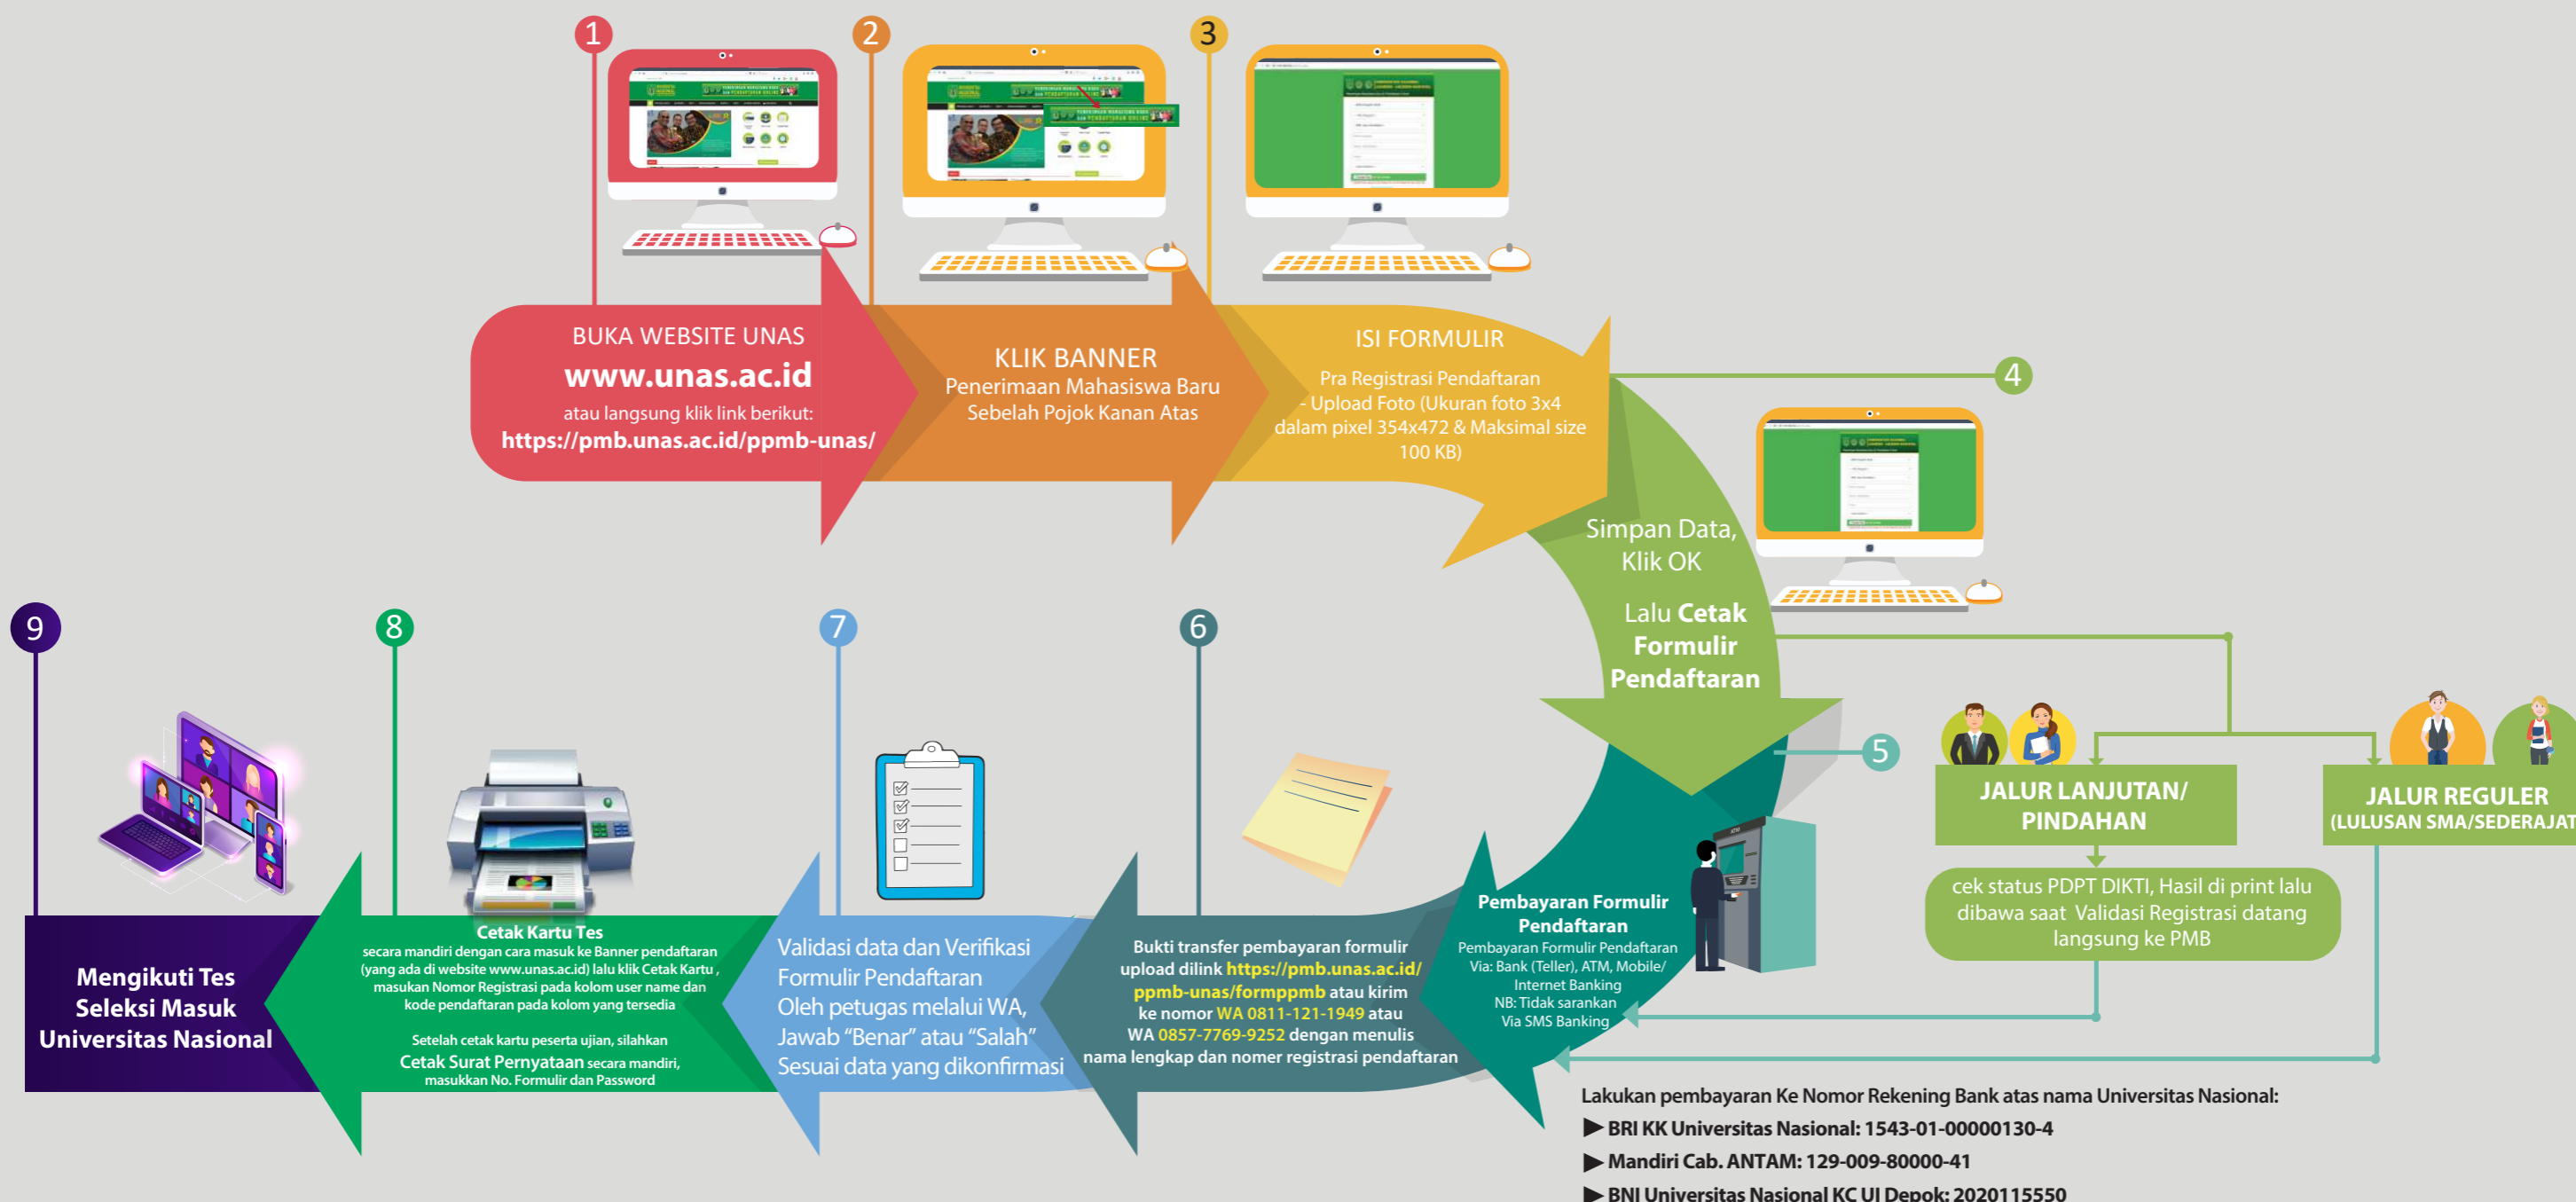 1
2
3
BUKA WEBSITE UNAS
www.unas.ac.id
atau langsung klik link berikut:
https://pmb.unas.ac.id/ppmb-unas/
KLIK BANNER
Penerimaan Mahasiswa Baru
Sebelah Pojok Kanan Atas
ISI FORMULIR
Pra Registrasi Pendaftaran
- Upload Foto (Ukuran foto 3x4
dalam pixel 354x472 & Maksimal size
100 KB)
4
Simpan Data,
Klik OK
Lalu Cetak
Formulir
Pendaftaran
JALUR LANJUTAN/
PINDAHAN
cek status PDPT DIKTI, Hasil di print lalu
dibawa saat Validasi Registrasi datang
langsung ke PMB
JALUR REGULER
(LULUSAN SMA/SEDERAJAT
5
ATM
Pembayaran Formulir
Pendaftaran
Pembayaran Formulir Pendaftaran
Via: Bank (Teller), ATM, Mobile/
Internet Banking
NB: Tidak sarankan
Via SMS Banking
Lakukan pembayaran Ke Nomor Rekening Bank atas nama Universitas Nasional:
BRI KK Universitas Nasional: 1543-01-00000130-4
Mandiri Cab. ANTAM: 129-009-80000-41
BNI Universitas Nasional KC UI Depok: 2020115550
6
Bukti transfer pembayaran formulir
upload dilink https://pmb.unas.ac.id/
ppmb-unas/formppmb atau kirim
ke nomor WA 0811-121-1949 atau
WA 0857-7769-9252 dengan menulis
nama lengkap dan nomer registrasi pendaftaran
7
Validasi data dan Verifikasi
Formulir Pendaftaran
Oleh petugas melalui WA,
Jawab “Benar” atau “Salah”
Sesuai data yang dikonfirmasi
8
Cetak Kartu Tes
secara mandiri dengan cara masuk ke Banner pendaftaran
(yang ada di website www.unas.ac.id) lalu klik Cetak Kartu ,
masukan Nomor Registrasi pada kolom user name dan
kode pendaftaran pada kolom yang tersedia
Setelah cetak kartu peserta ujian, silahkan
Cetak Surat Pernyataan secara mandiri,
masukkan No. Formulir dan Password
9
Mengikuti Tes
Seleksi Masuk
Universitas Nasional